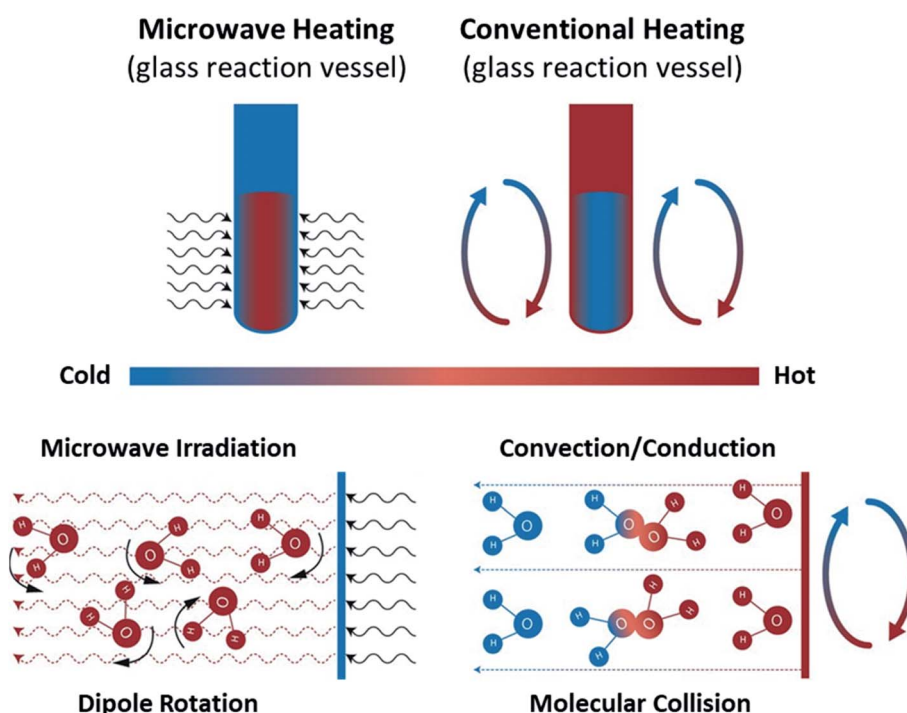 Microwave Heating
(glass reaction vessel)
Conventional Heating
(glass reaction vessel)
Cold
Hot
Microwave Irradiation
H
O
H
H
O
H
H
O
H
H
H
O
O
H
H
Dipole Rotation
Convection/Conduction
H
O
H
H
O
H
O
H
H
H
O
H
H
O
H
H
O
H
O
H
H
H
O
H
Molecular Collision